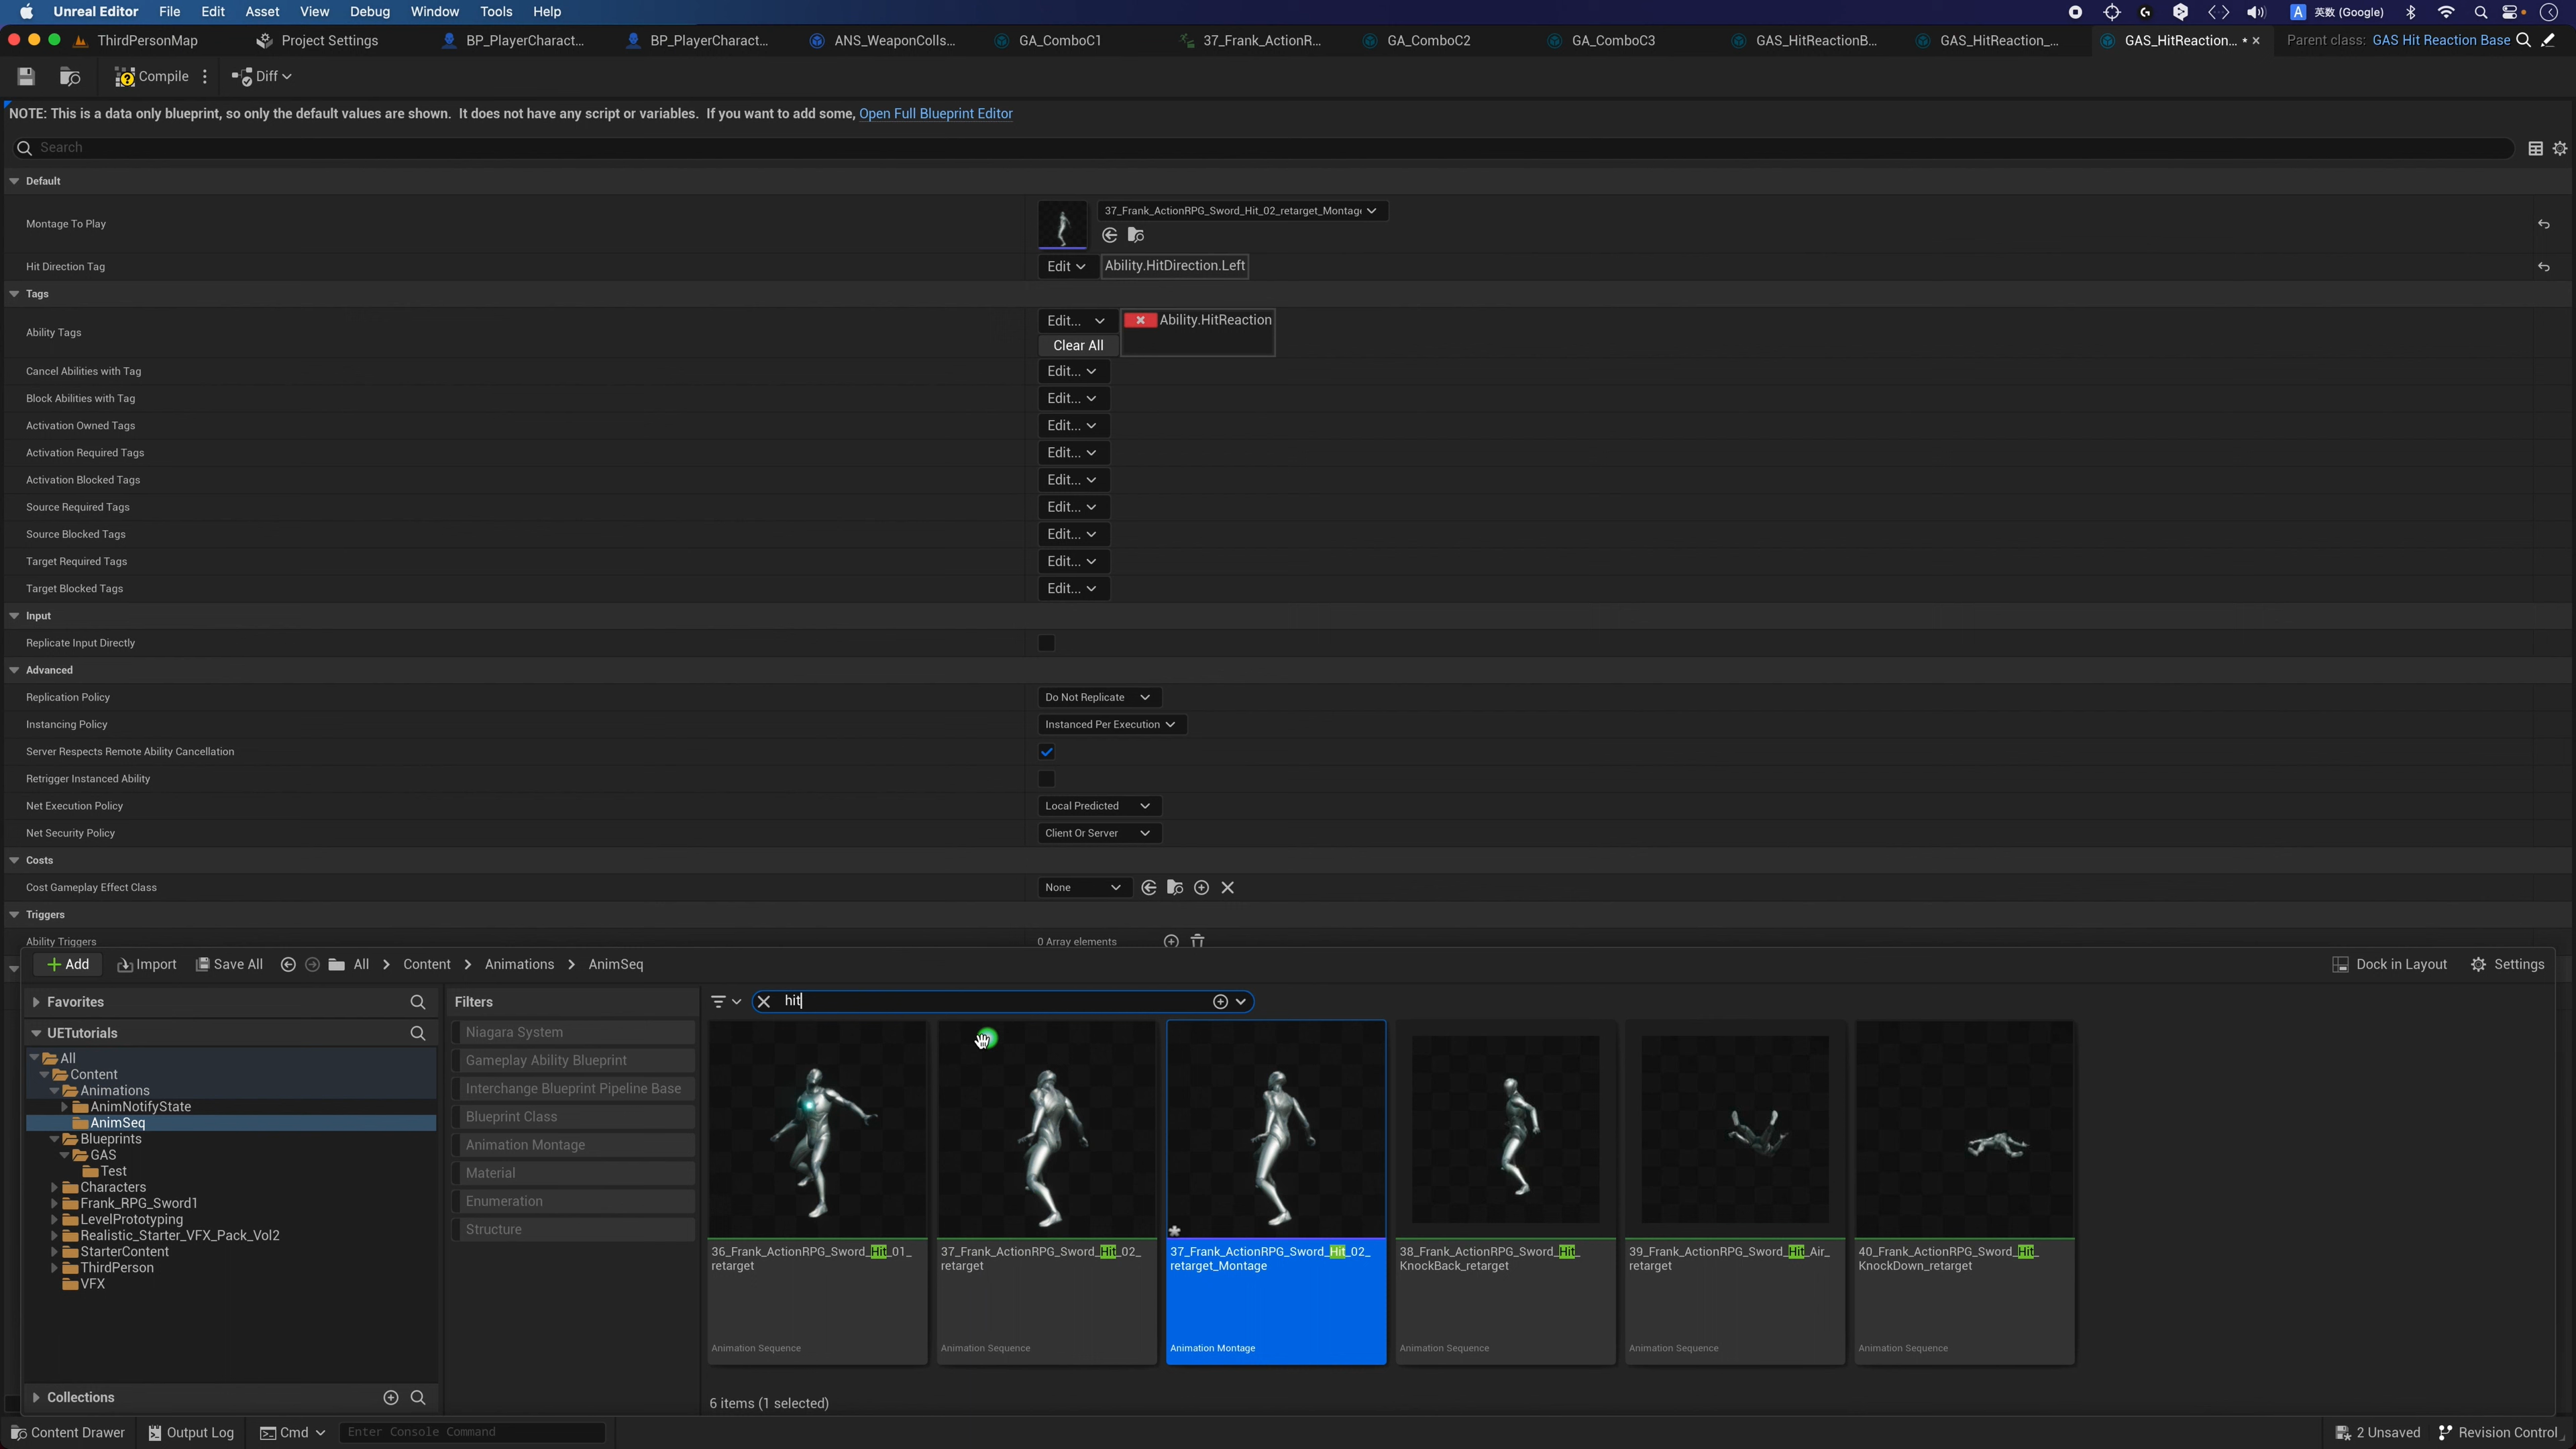 Unreal Editor File Edit Asset View Debug Window Tools Help
A 英数 (Google)
ThirdPersonMap Project Settings BP_PlayerCharact... BP_PlayerCharact... ANS_WeaponColls... GA_ComboC1 37_Frank_ActionR... GA_ComboC2 GA_ComboC3 GAS_HitReactionB... GAS_HitReaction_... GAS_HitReaction... * Parent class: GAS Hit Reaction Base
Compile Diff
NOTE: This is a data only blueprint, so only the default values are shown. It does not have any script or variables. If you want to add some, Open Full Blueprint Editor
Search
Default
Montage To Play 37_Frank_ActionRPG_Sword_Hit_02_retarget_Montage
Hit Direction Tag Edit Ability.HitDirection.Left
Tags
Ability Tags Edit... Ability.HitReaction
Clear All
Cancel Abilities with Tag Edit...
Block Abilities with Tag Edit...
Activation Owned Tags Edit...
Activation Required Tags Edit...
Activation Blocked Tags Edit...
Source Required Tags Edit...
Source Blocked Tags Edit...
Target Required Tags Edit...
Target Blocked Tags Edit...
Input
Replicate Input Directly
Advanced
Replication Policy Do Not Replicate
Instancing Policy Instanced Per Execution
Server Respects Remote Ability Cancellation
Retrigger Instanced Ability
Net Execution Policy Local Predicted
Net Security Policy Client Or Server
Costs
Cost Gameplay Effect Class None
Triggers
Ability Triggers 0 Array elements
Add Import Save All All Content Animations AnimSeq Dock in Layout Settings
Favorites
UETutorials
All
Content
Animations
AnimNotifyState
AnimSeq
Blueprints
GAS
Test
Characters
Frank_RPG_Sword1
LevelPrototyping
Realistic_Starter_VFX_Pack_Vol2
StarterContent
ThirdPerson
VFX
Collections
Filters
Niagara System
Gameplay Ability Blueprint
Interchange Blueprint Pipeline Base
Blueprint Class
Animation Montage
Material
Enumeration
Structure
hit
36_Frank_ActionRPG_Sword_Hit_01_
retarget
Animation Sequence
37_Frank_ActionRPG_Sword_Hit_02_
retarget
Animation Sequence
37_Frank_ActionRPG_Sword_Hit_02_
retarget_Montage
Animation Montage
38_Frank_ActionRPG_Sword_Hit_
KnockBack_retarget
Animation Sequence
39_Frank_ActionRPG_Sword_Hit_Air_
retarget
Animation Sequence
40_Frank_ActionRPG_Sword_Hit_
KnockDown_retarget
Animation Sequence
6 items (1 selected)
Content Drawer Output Log Cmd Enter Console Command 2 Unsaved Revision Control